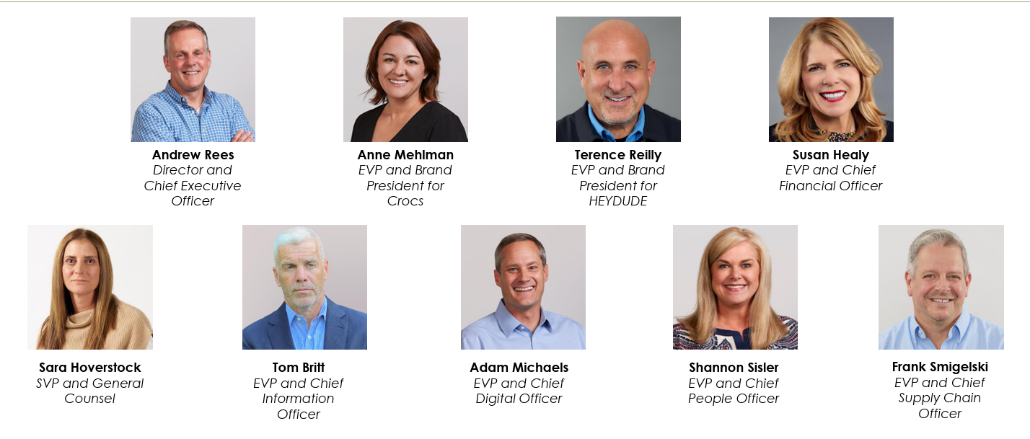 Andrew Rees
Director and
Chief Executive
Officer
Anne Mehlman
EVP and Brand
President for
Crocs
Terence Reilly
EVP and Brand
President for
HEYDUDE
Susan Healy
EVP and Chief
Financial Officer
Sara Hoverstock
SVP and General
Counsel
Tom Britt
EVP and Chief
Information
Officer
Adam Michaels
EVP and Chief
Digital Officer
Shannon Sisler
EVP and Chief
People Officer
Frank Smigelski
EVP and Chief
Supply Chain
Officer